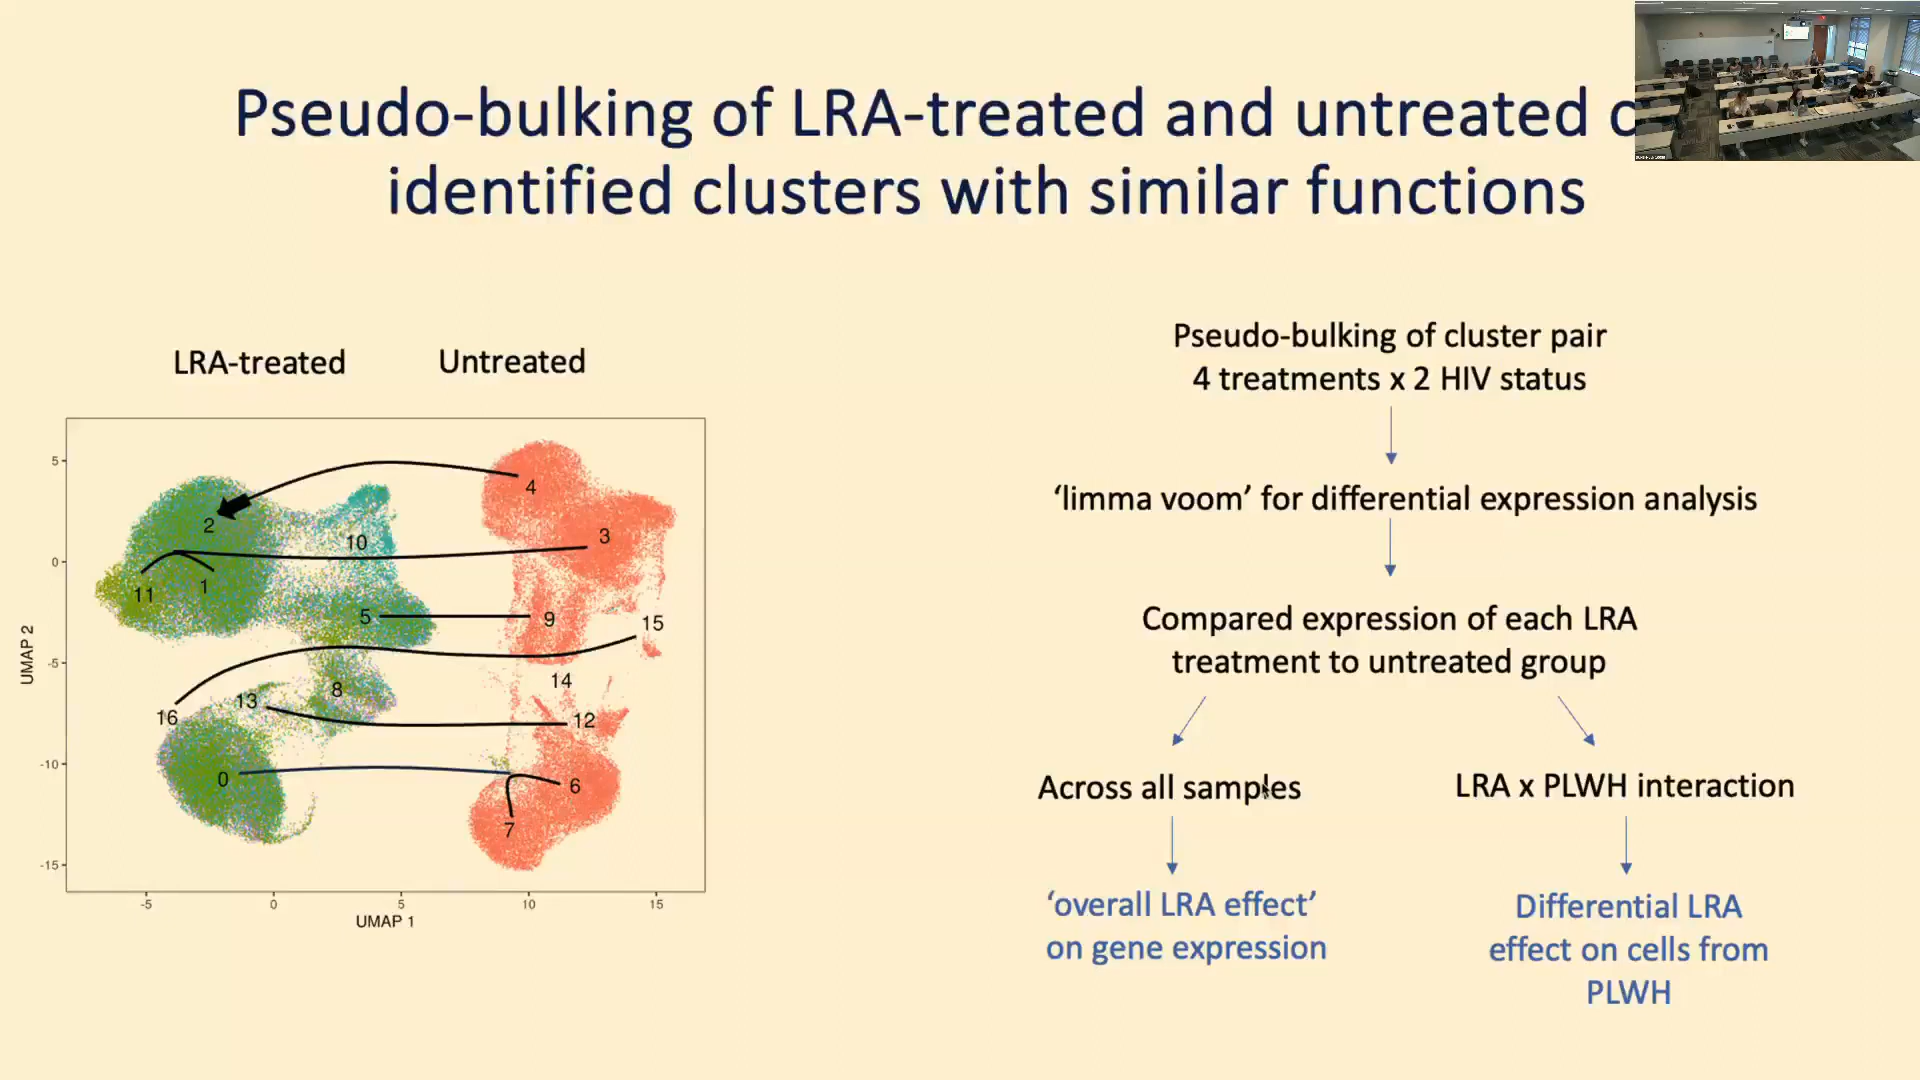 Pseudo-bulking of LRA-treated and untreated
identified clusters with similar functions
LRA-treated
Untreated
5
0
-5
-10
-15
UMAP 2
-5
0
5
10
15
UMAP 1
4
2
3
10
1
11
5
9
15
14
8
13
16
12
0
6
7
Pseudo-bulking of cluster pair
4 treatments x 2 HIV status
‘limma voom’ for differential expression analysis
Compared expression of each LRA
treatment to untreated group
Across all samples
LRA x PLWH interaction
‘overall LRA effect’
on gene expression
Differential LRA
effect on cells from
PLWH